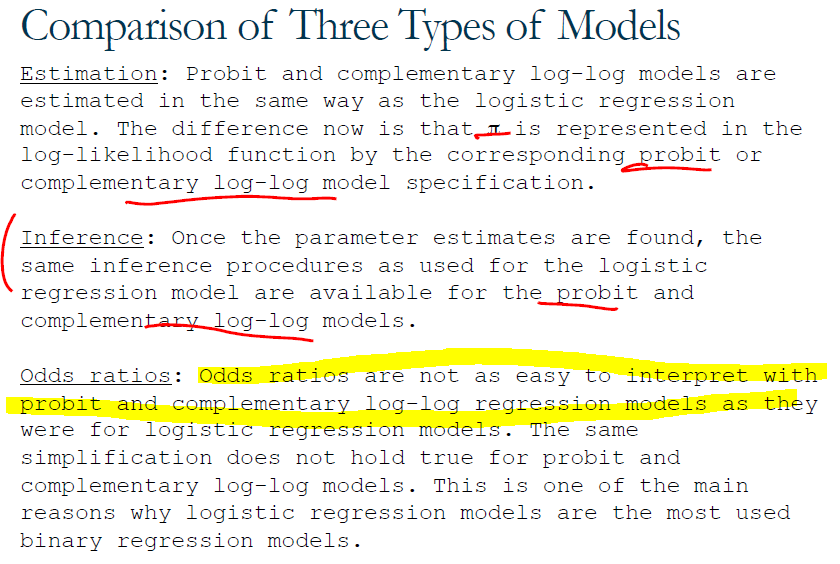 Comparison of Three Types of Models
Estimation: Probit and complementary log-log models are
estimated in the same way as the logistic regression
model. The difference now is that π is represented in the
log-likelihood function by the corresponding probit or
complementary log-log model specification.
Inference: Once the parameter estimates are found, the
same inference procedures as used for the logistic
regression model are available for the probit and
complementary log-log models.
Odds ratios: Odds ratios are not as easy to interpret with
probit and complementary log-log regression models as they
were for logistic regression models. The same
simplification does not hold true for probit and
complementary log-log models. This is one of the main
reasons why logistic regression models are the most used
binary regression models.